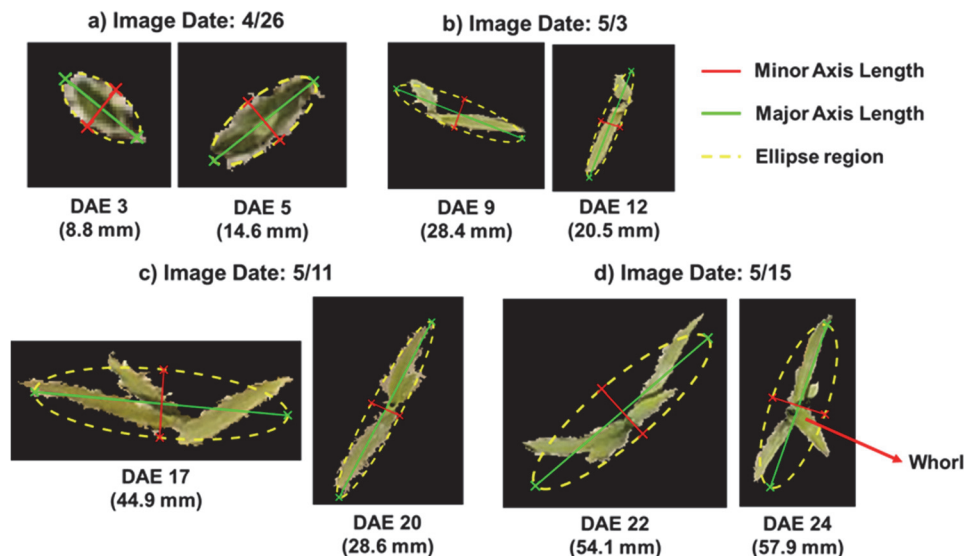 a) Image Date: 4/26
b) Image Date: 5/3
Minor Axis Length
Major Axis Length
Ellipse region
DAE 3
(8.8 mm)
DAE 5
(14.6 mm)
DAE 9
(28.4 mm)
DAE 12
(20.5 mm)
c) Image Date: 5/11
d) Image Date: 5/15
Whorl
DAE 17
(44.9 mm)
DAE 20
(28.6 mm)
DAE 22
(54.1 mm)
DAE 24
(57.9 mm)